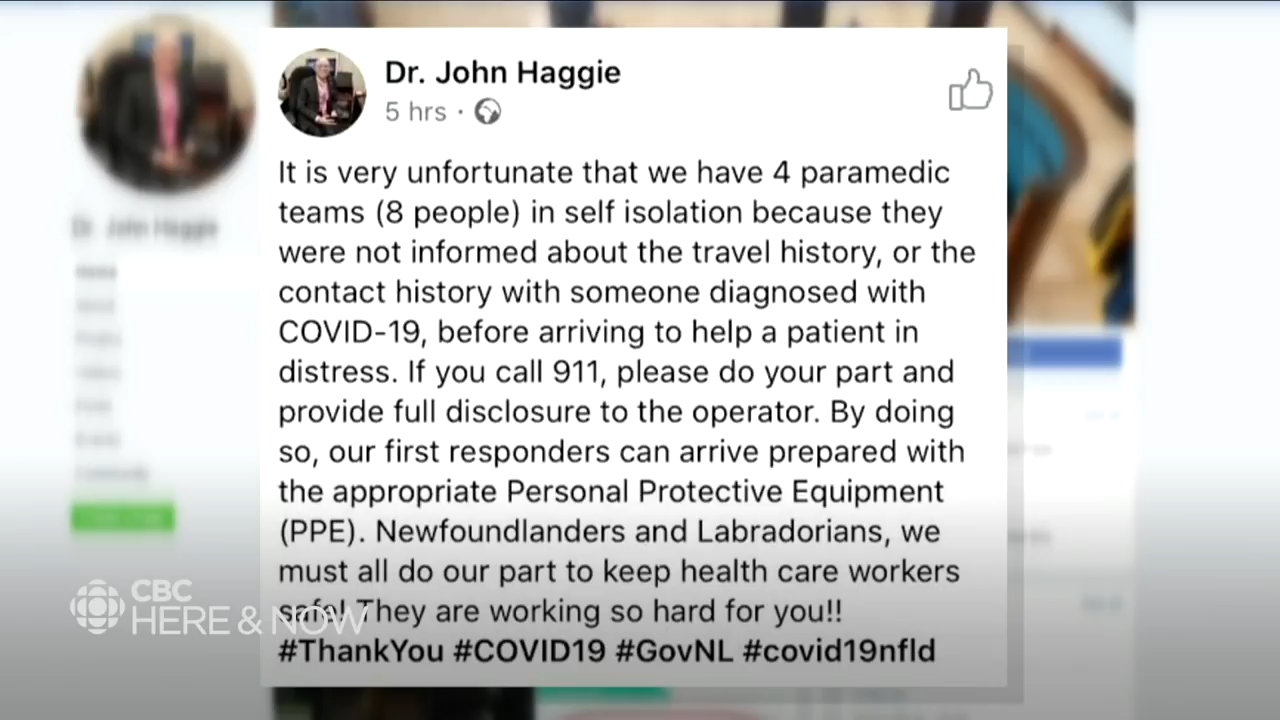 Dr. John Haggie
5 hrs ·
It is very unfortunate that we have 4 paramedic
teams (8 people) in self isolation because they
were not informed about the travel history, or the
contact history with someone diagnosed with
COVID-19, before arriving to help a patient in
distress. If you call 911, please do your part and
provide full disclosure to the operator. By doing
so, our first responders can arrive prepared with
the appropriate Personal Protective Equipment
(PPE). Newfoundlanders and Labradorians, we
must all do our part to keep health care workers
safe! They are working so hard for you!!
#ThankYou #COVID19 #GovNL #covid19nfld
Dr. John Haggie
CBC
HERE & NOW